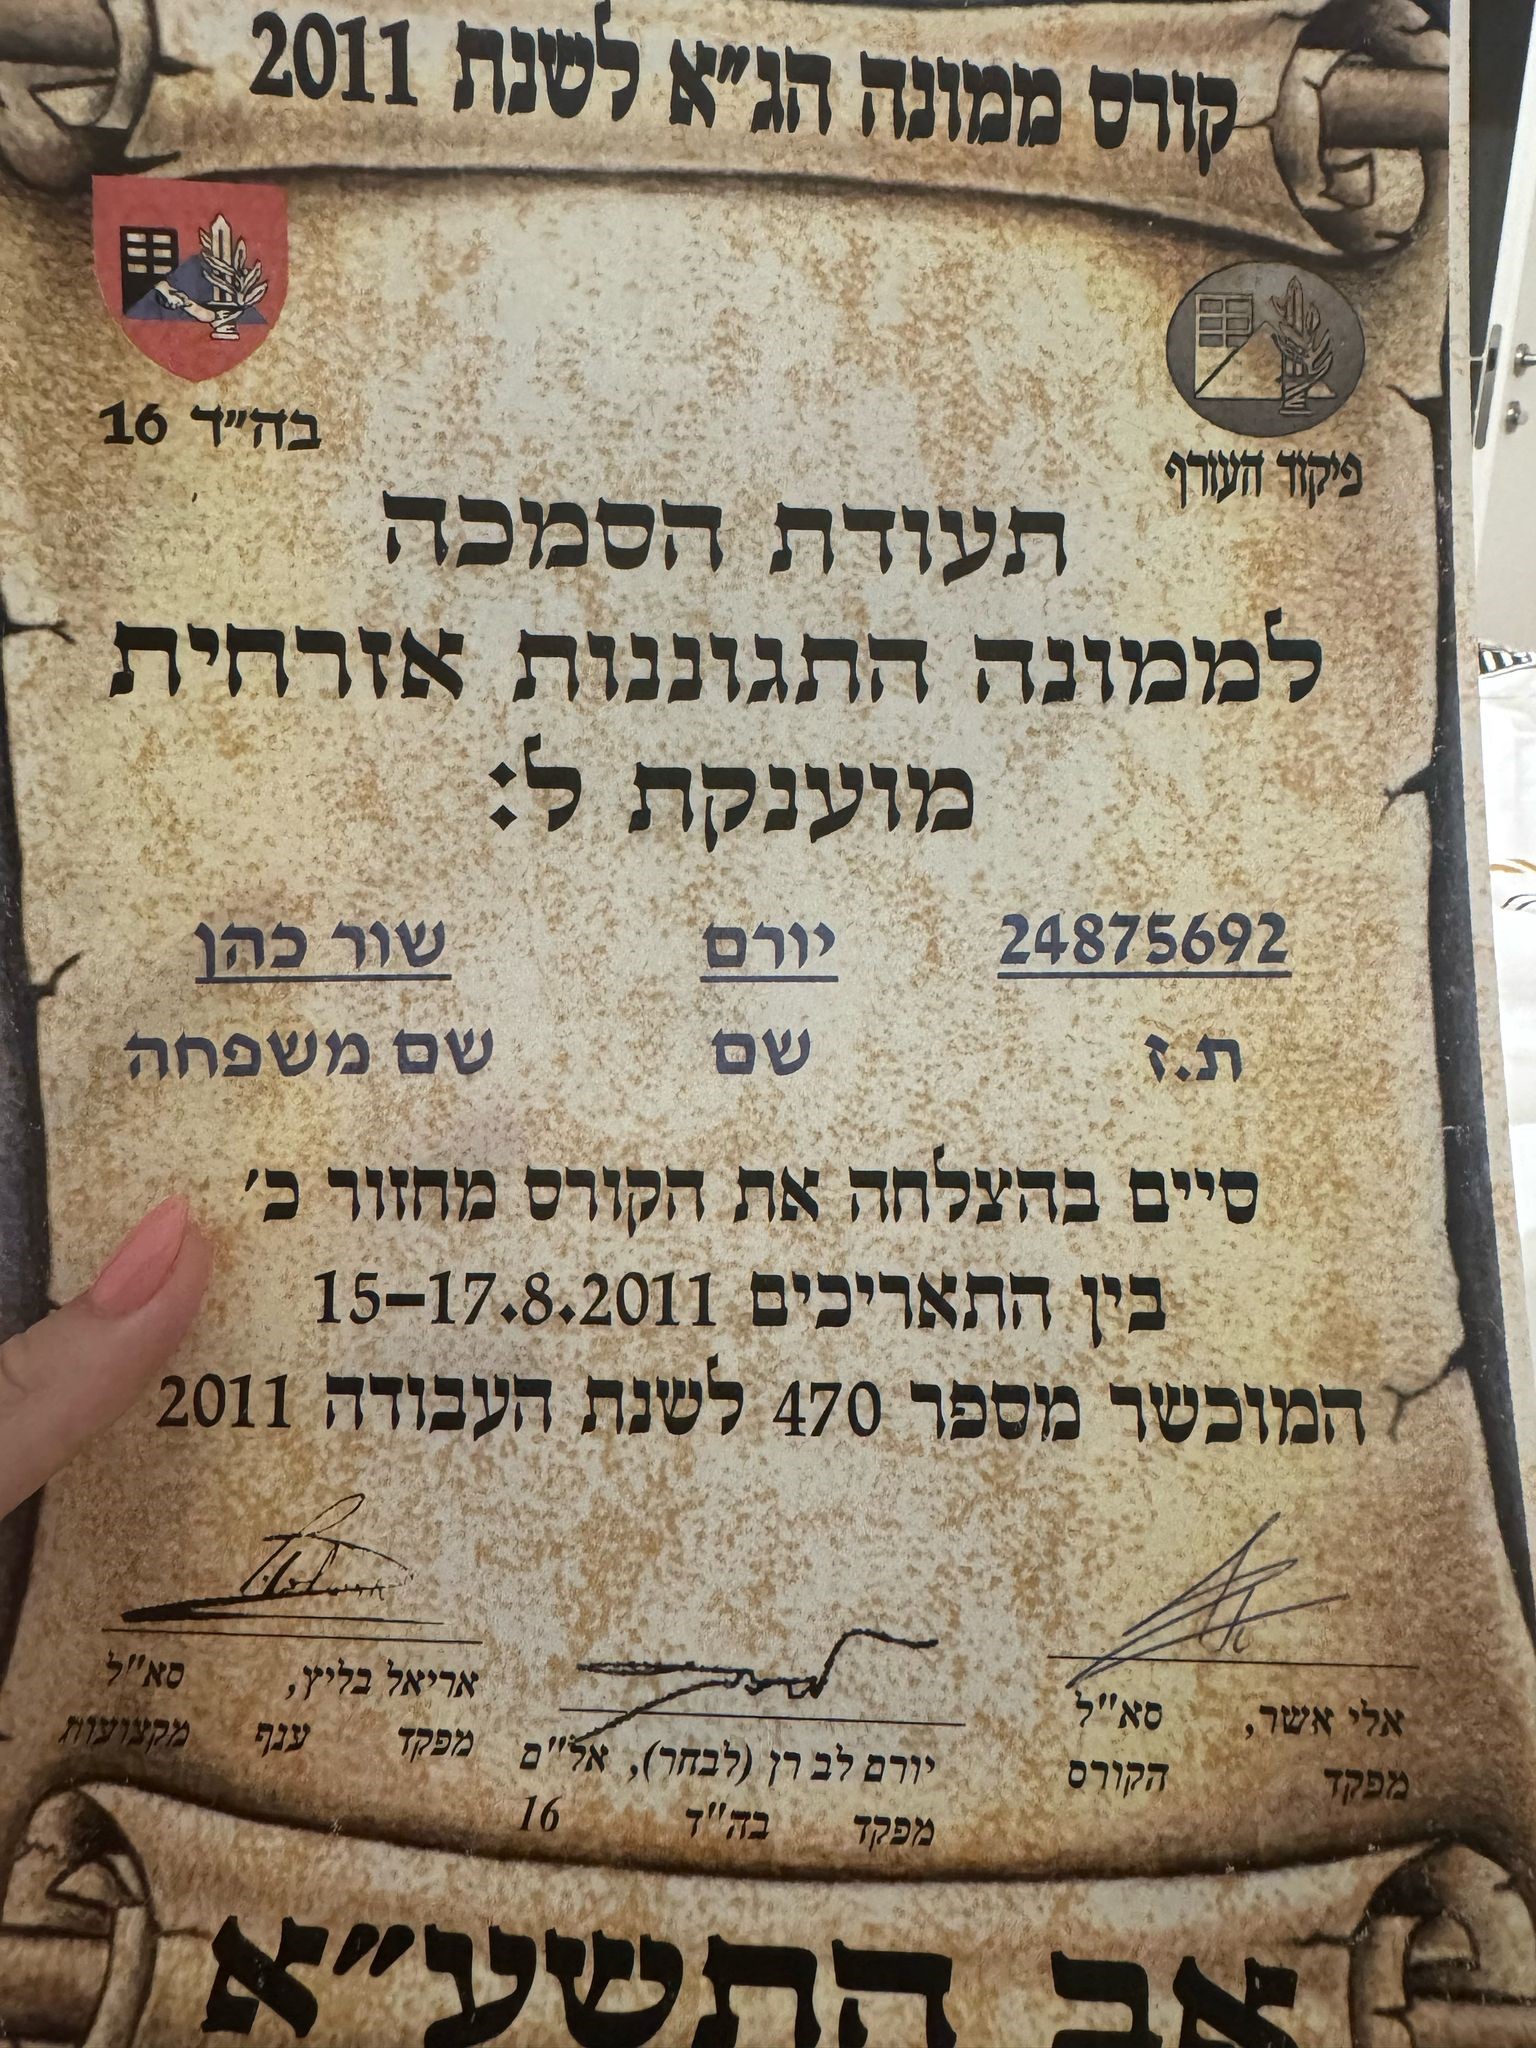 קורס ממונה הג״א לשנת 2011
פיקוד העורף
בה״ד 16
תעודת הסמכה
לממונה התגוננות אזרחית
מוענקת ל:
24875692 יורם שור כהן
ת.ז שם שם משפחה
סיים בהצלחה את הקורס מחזור כ׳
בין התאריכים 15-17.8.2011
המוכשר מספר 470 לשנת העבודה 2011
אלי אשר, סא"ל
מפקד הקורס
יורם לב רן (לבחר), אל"ם
מפקד בה"ד 16
אריאל בליץ, סא"ל
מפקד ענף מקצועות
אב התשע״א